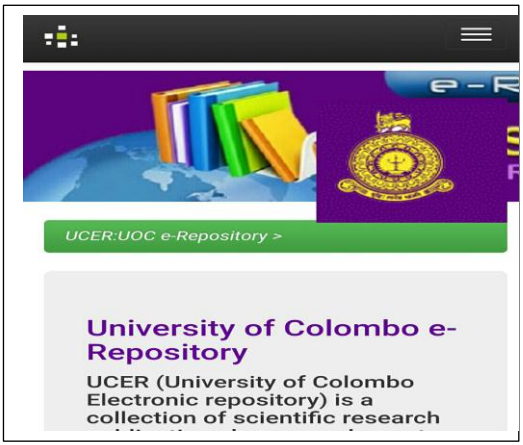 e-R
UCER:UOC e-Repository >
University of Colombo e-
Repository
UCER (University of Colombo
Electronic repository) is a
collection of scientific research